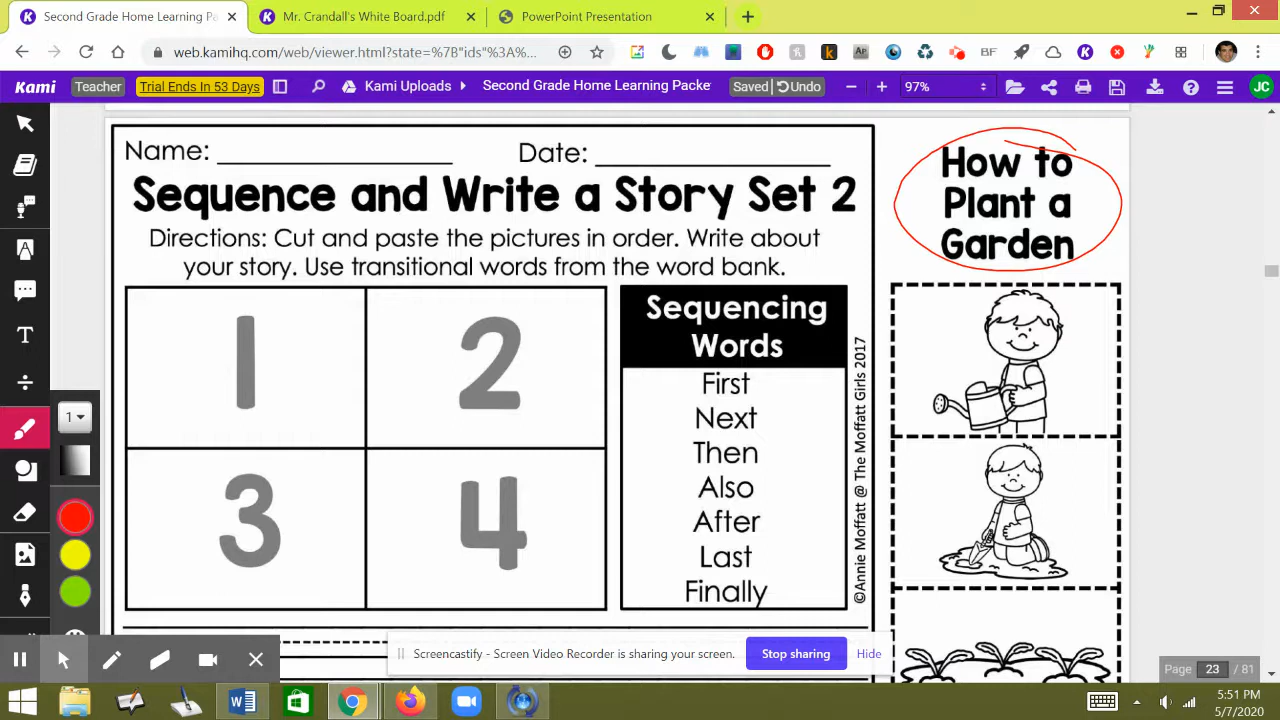 Second Grade Home Learning Pa
Mr. Crandall's White Board.pdf
PowerPoint Presentation
web.kamihq.com/web/viewer.html?state=%7B"ids"%3A%...
BF
Kami
Teacher
Trial Ends In 53 Days
Kami Uploads
Second Grade Home Learning Packe
Saved
Undo
97%
JC
Name:
Date:
Sequence and Write a Story Set 2
Directions: Cut and paste the pictures in order. Write about
your story. Use transitional words from the word bank.
How to
Plant a
Garden
1
2
3
4
Sequencing
Words
First
Next
Then
Also
After
Last
Finally
©Annie Moffatt @ The Moffatt Girls 2017
1
Screencastify - Screen Video Recorder is sharing your screen.
Stop sharing
Hide
Page 23 / 81
5:51 PM
5/7/2020